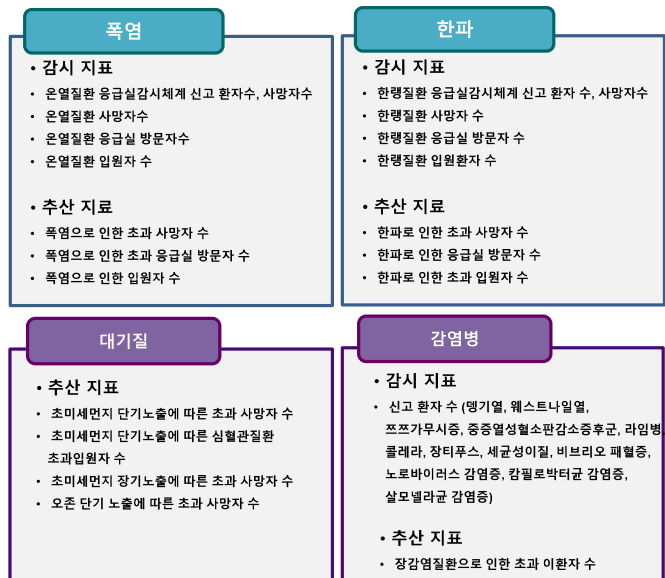 폭염
• 감시 지표
• 온열질환 응급실감시체계 신고 환자수, 사망자수
• 온열질환 사망자수
• 온열질환 응급실 방문자수
• 온열질환 입원자 수
• 추산 지료
• 폭염으로 인한 초과 사망자 수
• 폭염으로 인한 초과 응급실 방문자 수
• 폭염으로 인한 입원자 수
한파
• 감시 지표
• 한랭질환 응급실감시체계 신고 환자 수, 사망자수
• 한랭질환 사망자 수
• 한랭질환 응급실 방문자 수
• 한랭질환 입원환자 수
• 추산 지료
• 한파로 인한 초과 사망자 수
• 한파로 인한 응급실 방문자 수
• 한파로 인한 초과 입원자 수
대기질
• 추산 지표
• 초미세먼지 단기노출에 따른 초과 사망자 수
• 초미세먼지 단기노출에 따른 심혈관질환
초과입원자 수
• 초미세먼지 장기노출에 따른 초과 사망자 수
• 오존 단기 노출에 따른 초과 사망자 수
감염병
• 감시 지표
• 신고 환자 수 (뎅기열, 웨스트나일열,
쯔쯔가무시증, 중증열성혈소판감소증후군, 라임병,
콜레라, 장티푸스, 세균성이질, 비브리오 패혈증,
노로바이러스 감염증, 캄필로박터균 감염증,
살모넬라균 감염증)
• 추산 지표
• 장감염질환으로 인한 초과 이환자 수